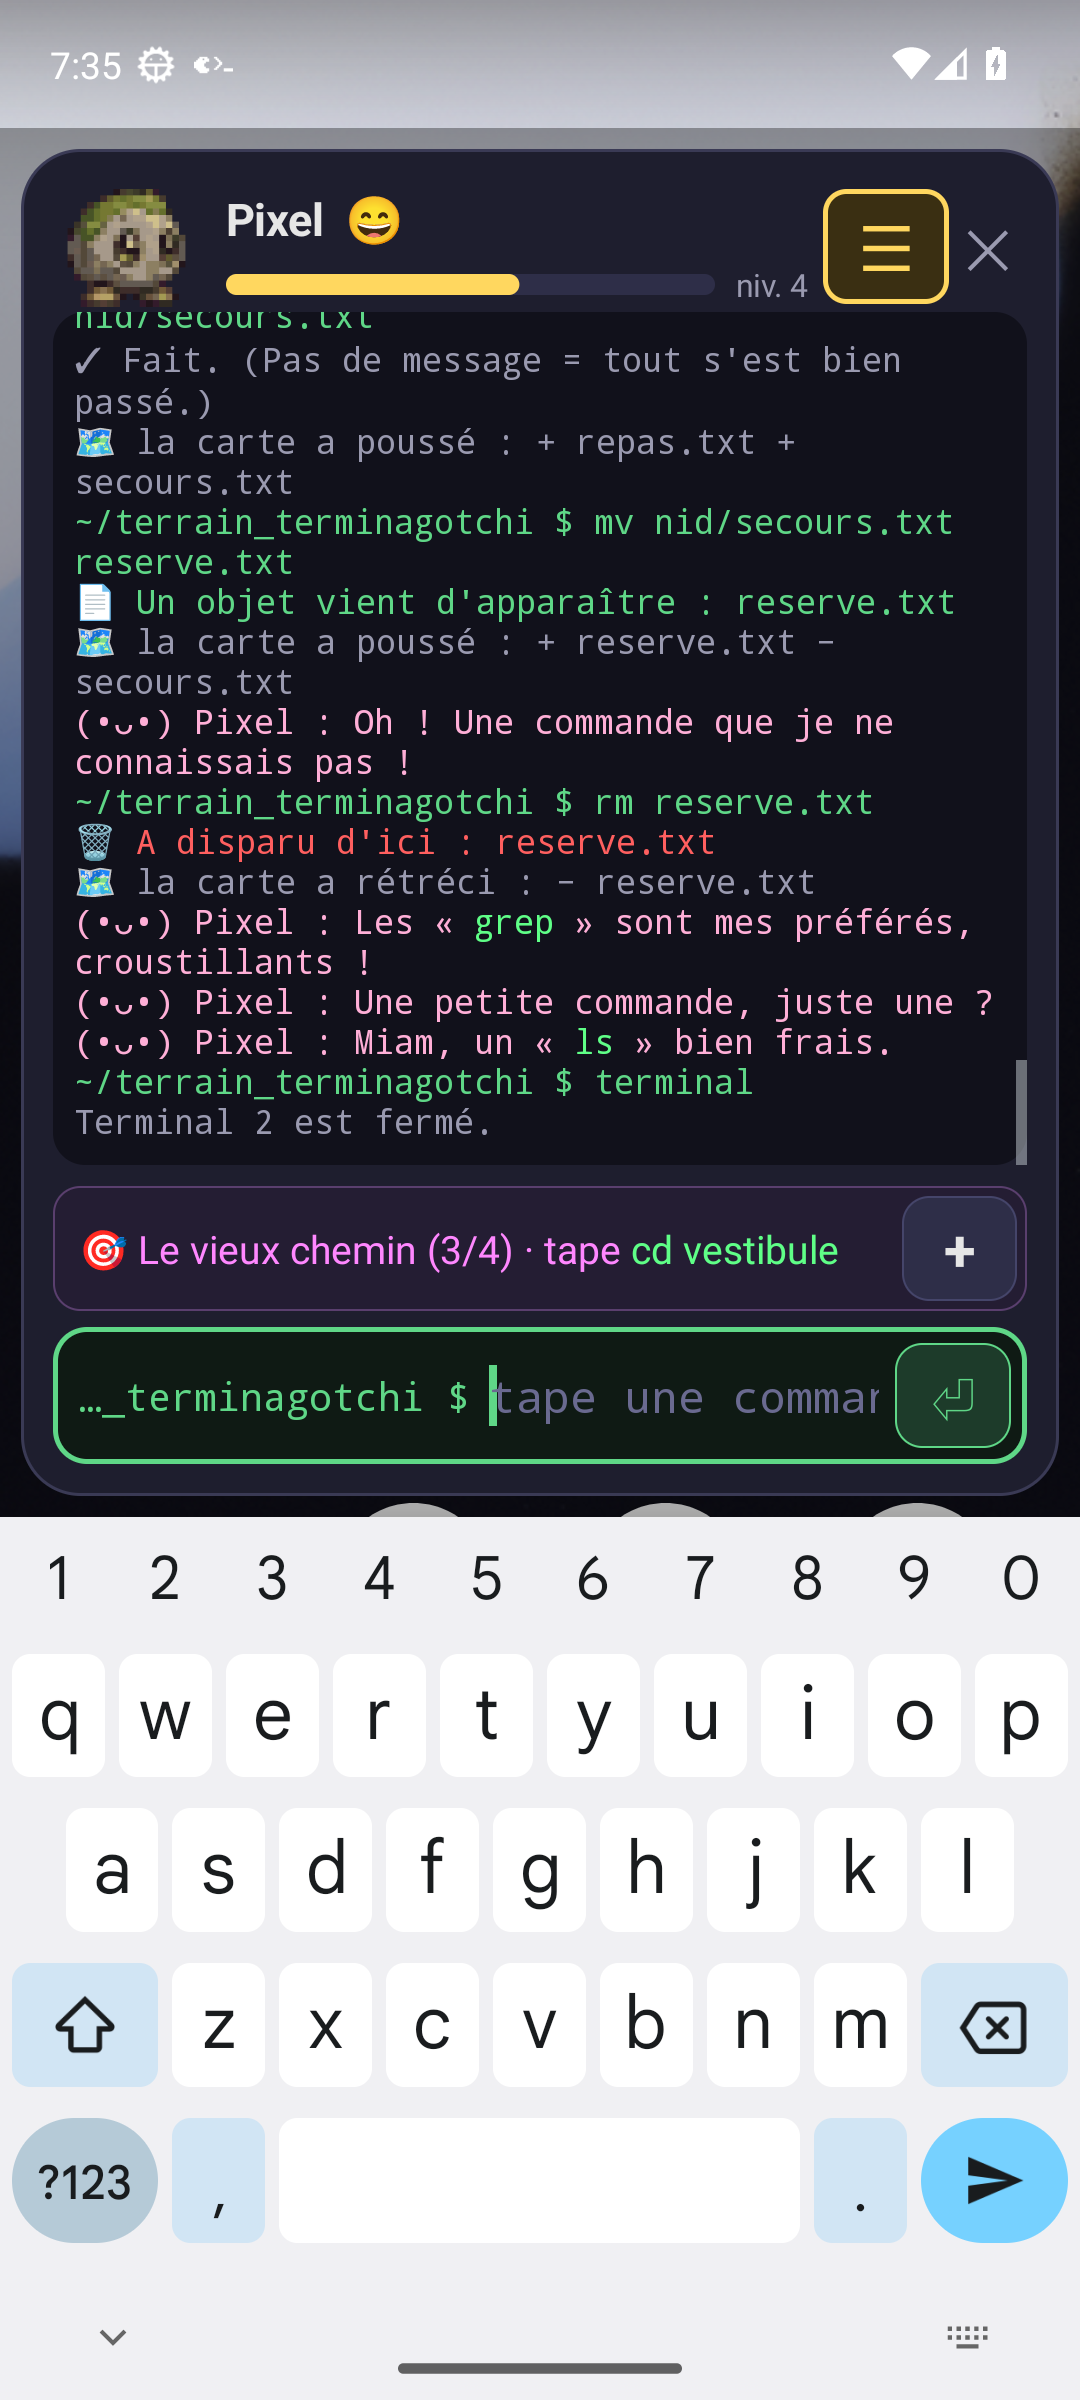 7:35
Pixel 😄
niv. 4
nid/secours.txt
✓ Fait. (Pas de message = tout s'est bien
passé.)
🗺️ la carte a poussé : + repas.txt +
secours.txt
~/terrain_terminagotchi $ mv nid/secours.txt
reserve.txt
📄 Un objet vient d'apparaître : reserve.txt
🗺️ la carte a poussé : + reserve.txt −
secours.txt
(•ᴗ•) Pixel : Oh ! Une commande que je ne
connaissais pas !
~/terrain_terminagotchi $ rm reserve.txt
🗑️ A disparu d'ici : reserve.txt
🗺️ la carte a rétréci : − reserve.txt
(•ᴗ•) Pixel : Les « grep » sont mes préférés,
croustillants !
(•ᴗ•) Pixel : Une petite commande, juste une ?
(•ᴗ•) Pixel : Miam, un « ls » bien frais.
~/terrain_terminagotchi $ terminal
Terminal 2 est fermé.
🎯 Le vieux chemin (3/4) · tape cd vestibule
+
…_terminagotchi $ tape une comman
1 2 3 4 5 6 7 8 9 0
q w e r t y u i o p
a s d f g h j k l
z x c v b n m
?123 , .